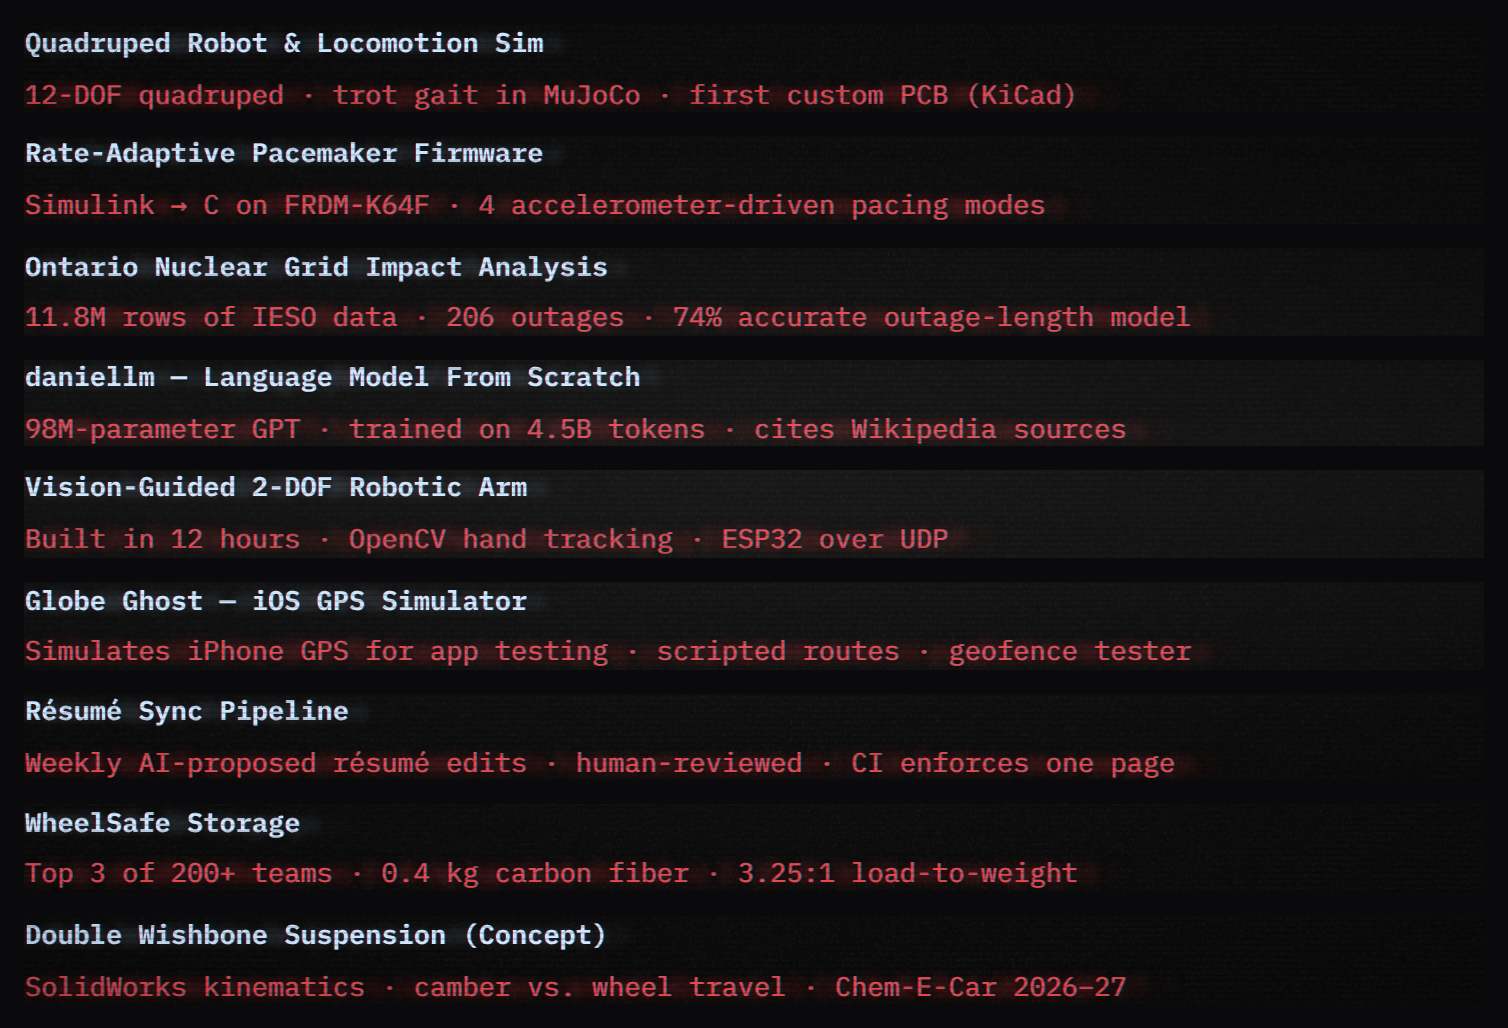 Quadruped Robot & Locomotion Sim
12-DOF quadruped · trot gait in MuJoCo · first custom PCB (KiCad)
Rate-Adaptive Pacemaker Firmware
Simulink → C on FRDM-K64F · 4 accelerometer-driven pacing modes
Ontario Nuclear Grid Impact Analysis
11.8M rows of IESO data · 206 outages · 74% accurate outage-length model
daniellm — Language Model From Scratch
98M-parameter GPT · trained on 4.5B tokens · cites Wikipedia sources
Vision-Guided 2-DOF Robotic Arm
Built in 12 hours · OpenCV hand tracking · ESP32 over UDP
Globe Ghost — iOS GPS Simulator
Simulates iPhone GPS for app testing · scripted routes · geofence tester
Résumé Sync Pipeline
Weekly AI-proposed résumé edits · human-reviewed · CI enforces one page
WheelSafe Storage
Top 3 of 200+ teams · 0.4 kg carbon fiber · 3.25:1 load-to-weight
Double Wishbone Suspension (Concept)
SolidWorks kinematics · camber vs. wheel travel · Chem-E-Car 2026–27